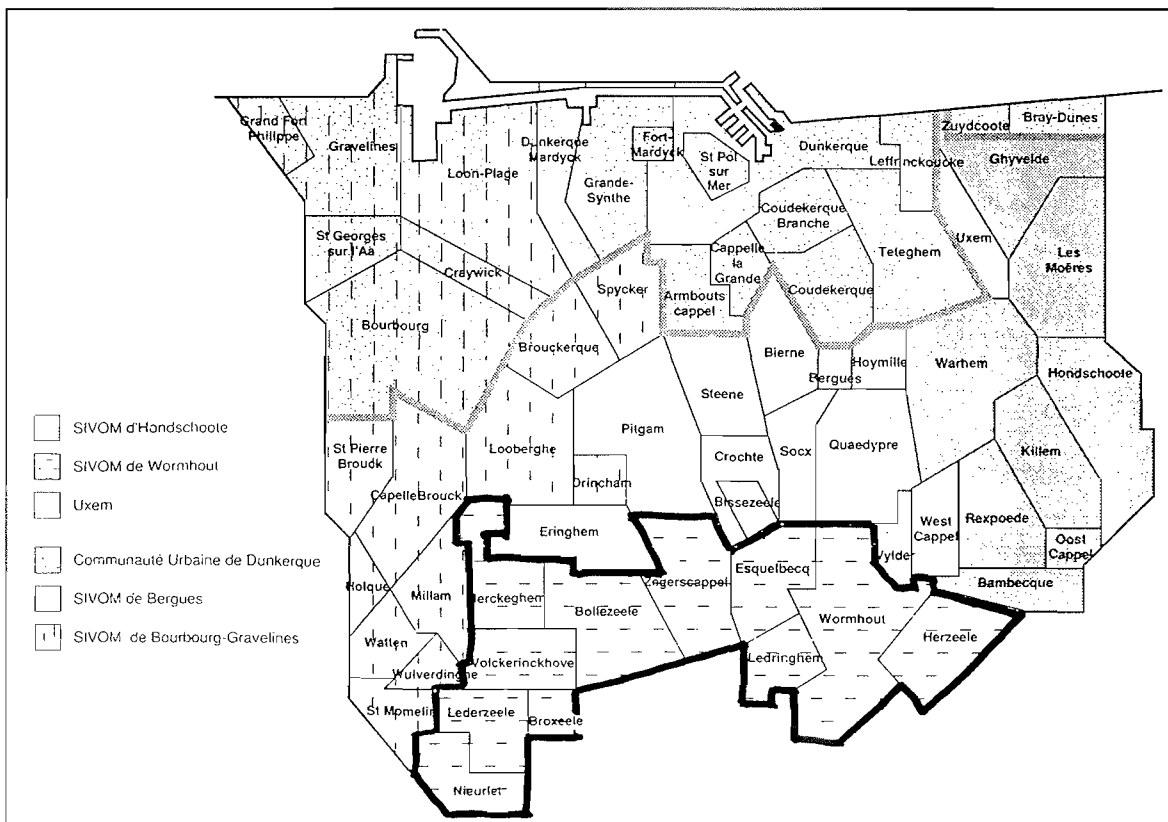 Grand Fort
Philippe
Gravelines
Loon-Plage
Dunkerque
Mardyck
Fort-
Mardyck
St Pol
sur
Mer
Dunkerque
Leffrinckoucke
Zuydcoote
Bray-Dunes
Ghyvelde
Grande-
Synthe
Coudekerque
Branche
Teteghem
Uxem
Les
Moëres
St Georges
sur l'Aa
Craywick
Cappelle
la
Grande
Coudekerque
Spycker
Armbouts
cappel
Bourbourg
Brouckerque
Bierne
Bergues
Hoymille
Warhem
Hondschoote
Steene
SIVOM d'Handschoote
SIVOM de Wormhout
Uxem
Communauté Urbaine de Dunkerque
SIVOM de Bergues
SIVOM de Bourbourg-Gravelines
St Pierre
Brouck
Looberghe
Pitgam
Crochte
Socx
Quaedypre
Killem
Drincham
CapelleBrouck
Bissezeele
Eringhem
West
Cappel
Rexpoede
Oost
Cappel
Vylder
Bambecque
Holque
Millam
Merckeghem
Bollezeele
Zegerscappel
Esquelbecq
Wormhout
Herzeele
Watten
Wulverdinghe
Volckerinckhove
Ledringhem
St Momelin
Lederzeele
Broxeele
Nieurlet